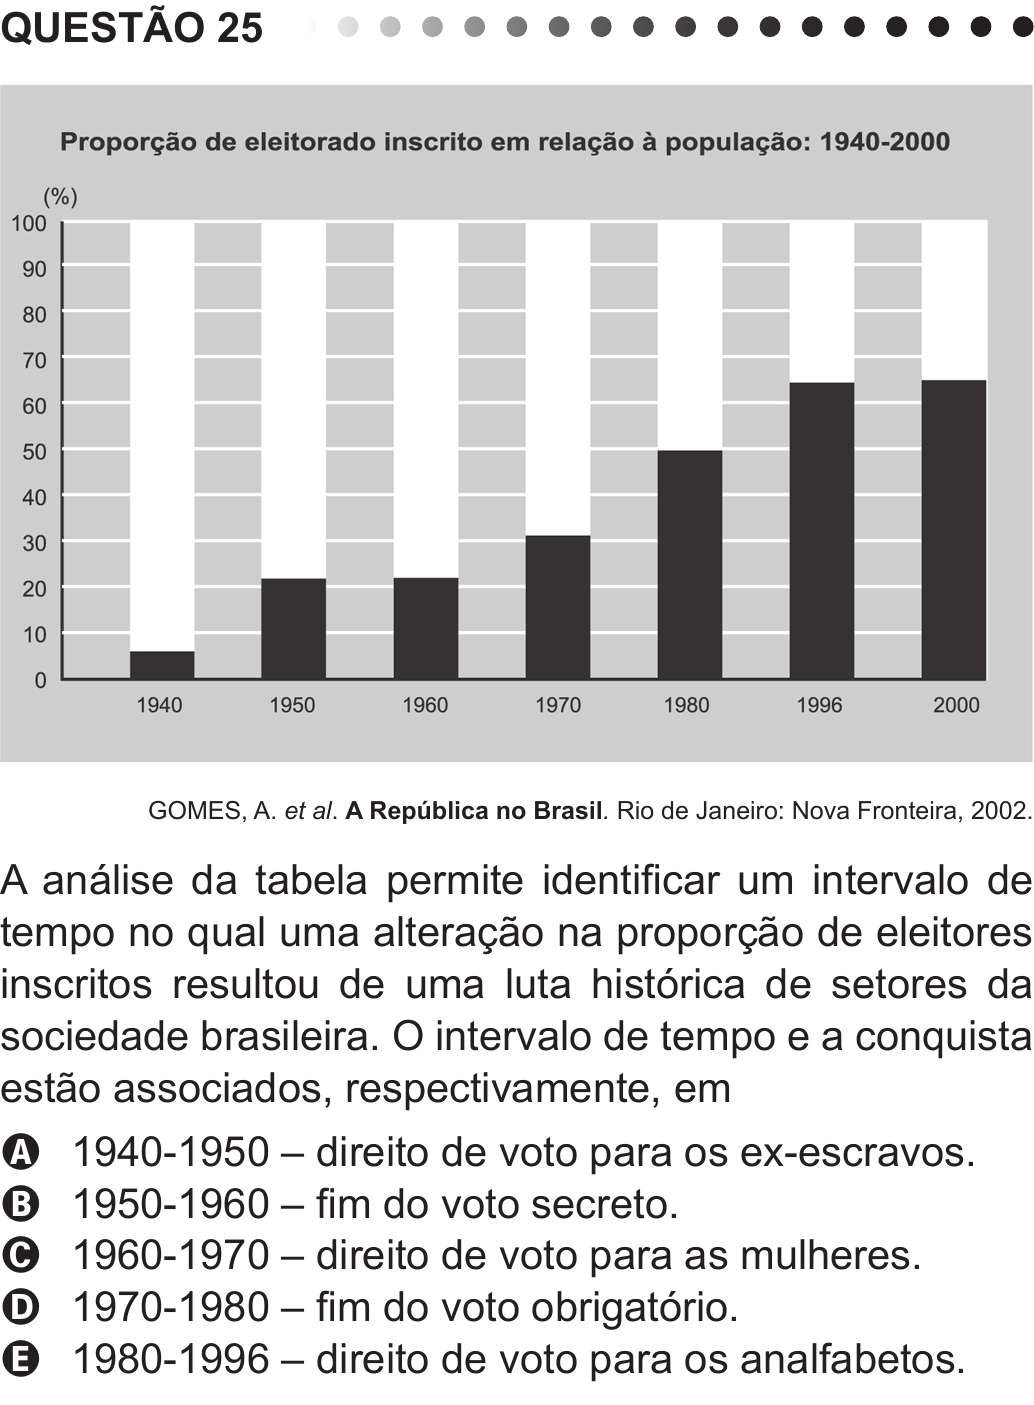 QUESTÃO 25
Proporção de eleitorado inscrito em relação à população: 1940-2000
(%)
100
90
80
70
60
50
40
30
20
10
0
1940 1950 1960 1970 1980 1996 2000
GOMES, A. et al. A República no Brasil. Rio de Janeiro: Nova Fronteira, 2002.
A análise da tabela permite identificar um intervalo de
tempo no qual uma alteração na proporção de eleitores
inscritos resultou de uma luta histórica de setores da
sociedade brasileira. O intervalo de tempo e a conquista
estão associados, respectivamente, em
A 1940-1950 – direito de voto para os ex-escravos.
B 1950-1960 – fim do voto secreto.
C 1960-1970 – direito de voto para as mulheres.
D 1970-1980 – fim do voto obrigatório.
E 1980-1996 – direito de voto para os analfabetos.